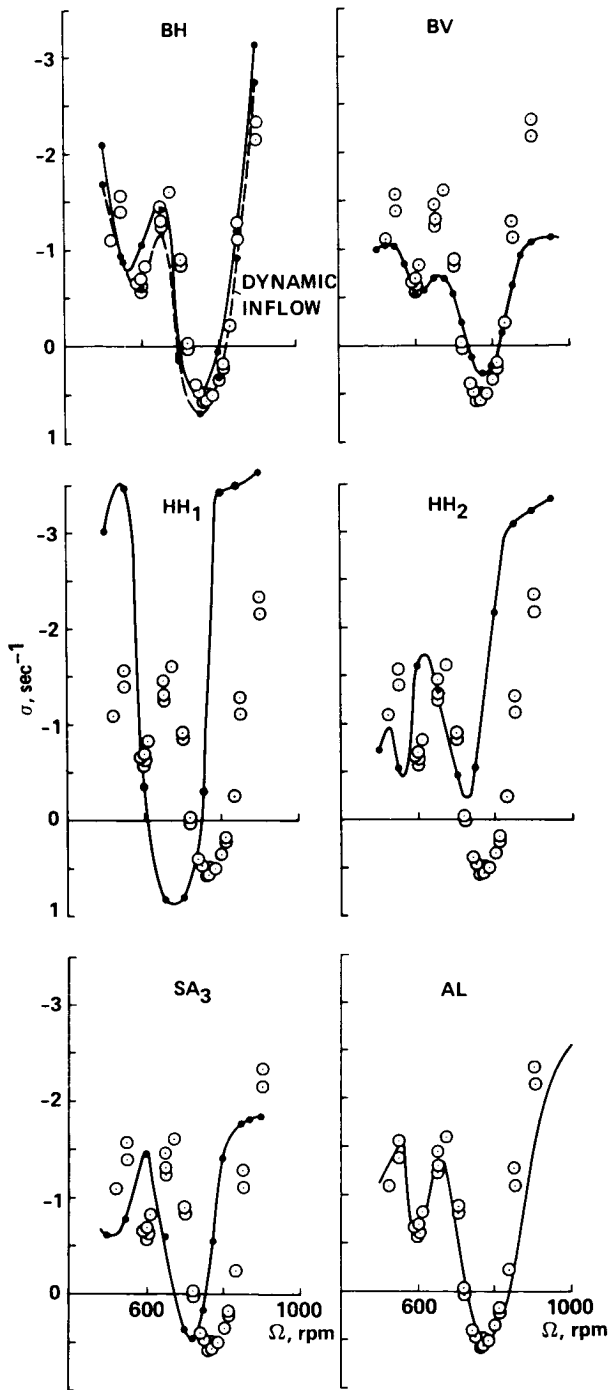 BH
-3
-2
-1
0
1
DYNAMIC
INFLOW
BV
HH1
-3
-2
-1
0
1
σ, sec−1
HH2
SA3
-3
-2
-1
0
1
600
1000
Ω, rpm
AL
600
1000
Ω, rpm